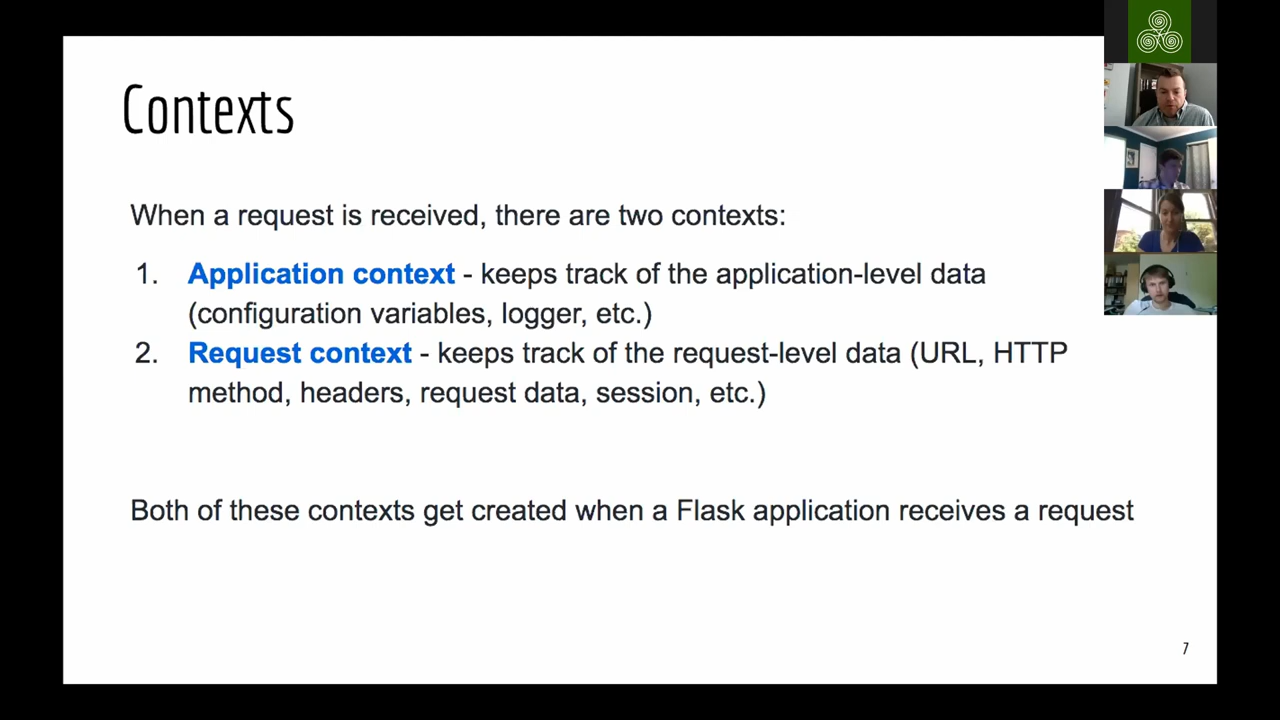 Contexts
When a request is received, there are two contexts:
1. Application context - keeps track of the application-level data
(configuration variables, logger, etc.)
2. Request context - keeps track of the request-level data (URL, HTTP
method, headers, request data, session, etc.)
Both of these contexts get created when a Flask application receives a request
7